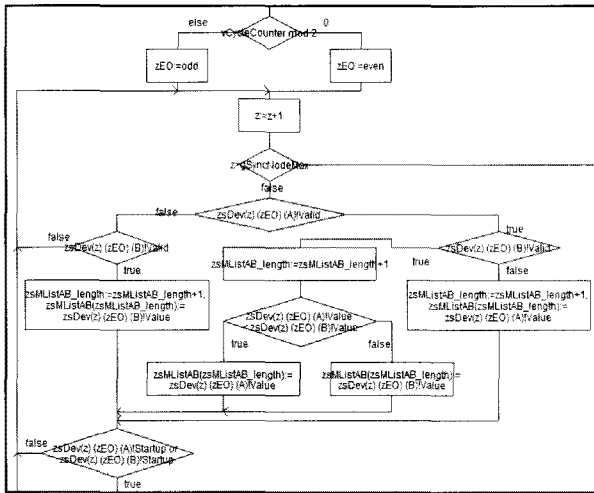 else
0
vCycleCounter mod 2
zEO:=odd
zEO:=even
z:=z+1
z>gSyncNodeMax
false
false
zsDev(z) (zEO) (A)!Valid
true
false
zsDev(z) (zEO) (B)!Valid
true
zsDev(z) (zEO) (B)!Valid
true
zsMListAB_length:=zsMListAB_length+1
false
zsMListAB_length:=zsMListAB_length+1,
zsMListAB(zsMListAB_length):=
zsDev(z) (zEO) (B)!Value
zsMListAB_length:=zsMListAB_length+1,
zsMListAB(zsMListAB_length):=
zsDev(z) (zEO) (A)!Value
zsDev(z) (zEO) (A)!Value
< zsDev(z) (zEO) (B)!Value
true
false
zsMListAB(zsMListAB_length):=
zsDev(z) (zEO) (A)!Value
zsMListAB(zsMListAB_length):=
zsDev(z) (zEO) (B)!Value
false
zsDev(z) (zEO) (A)!Startup or
zsDev(z) (zEO) (B)!Startup
true